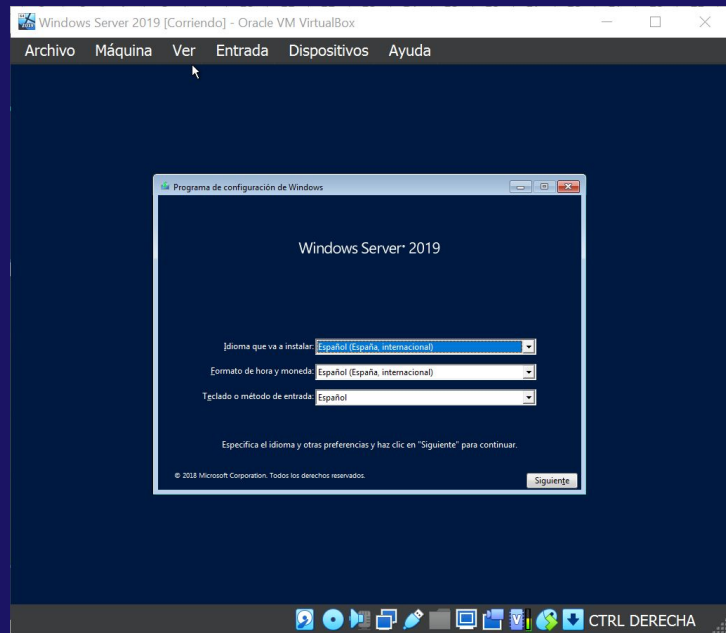 Windows Server 2019 [Corriendo] - Oracle VM VirtualBox
Archivo Máquina Ver Entrada Dispositivos Ayuda
Programa de configuración de Windows
Windows Server 2019
Idioma que va a instalar: Español (España, internacional)
Formato de hora y moneda: Español (España, internacional)
Teclado o método de entrada: Español
Especifica el idioma y otras preferencias y haz clic en "Siguiente" para continuar.
© 2018 Microsoft Corporation. Todos los derechos reservados.
Siguiente
CTRL DERECHA